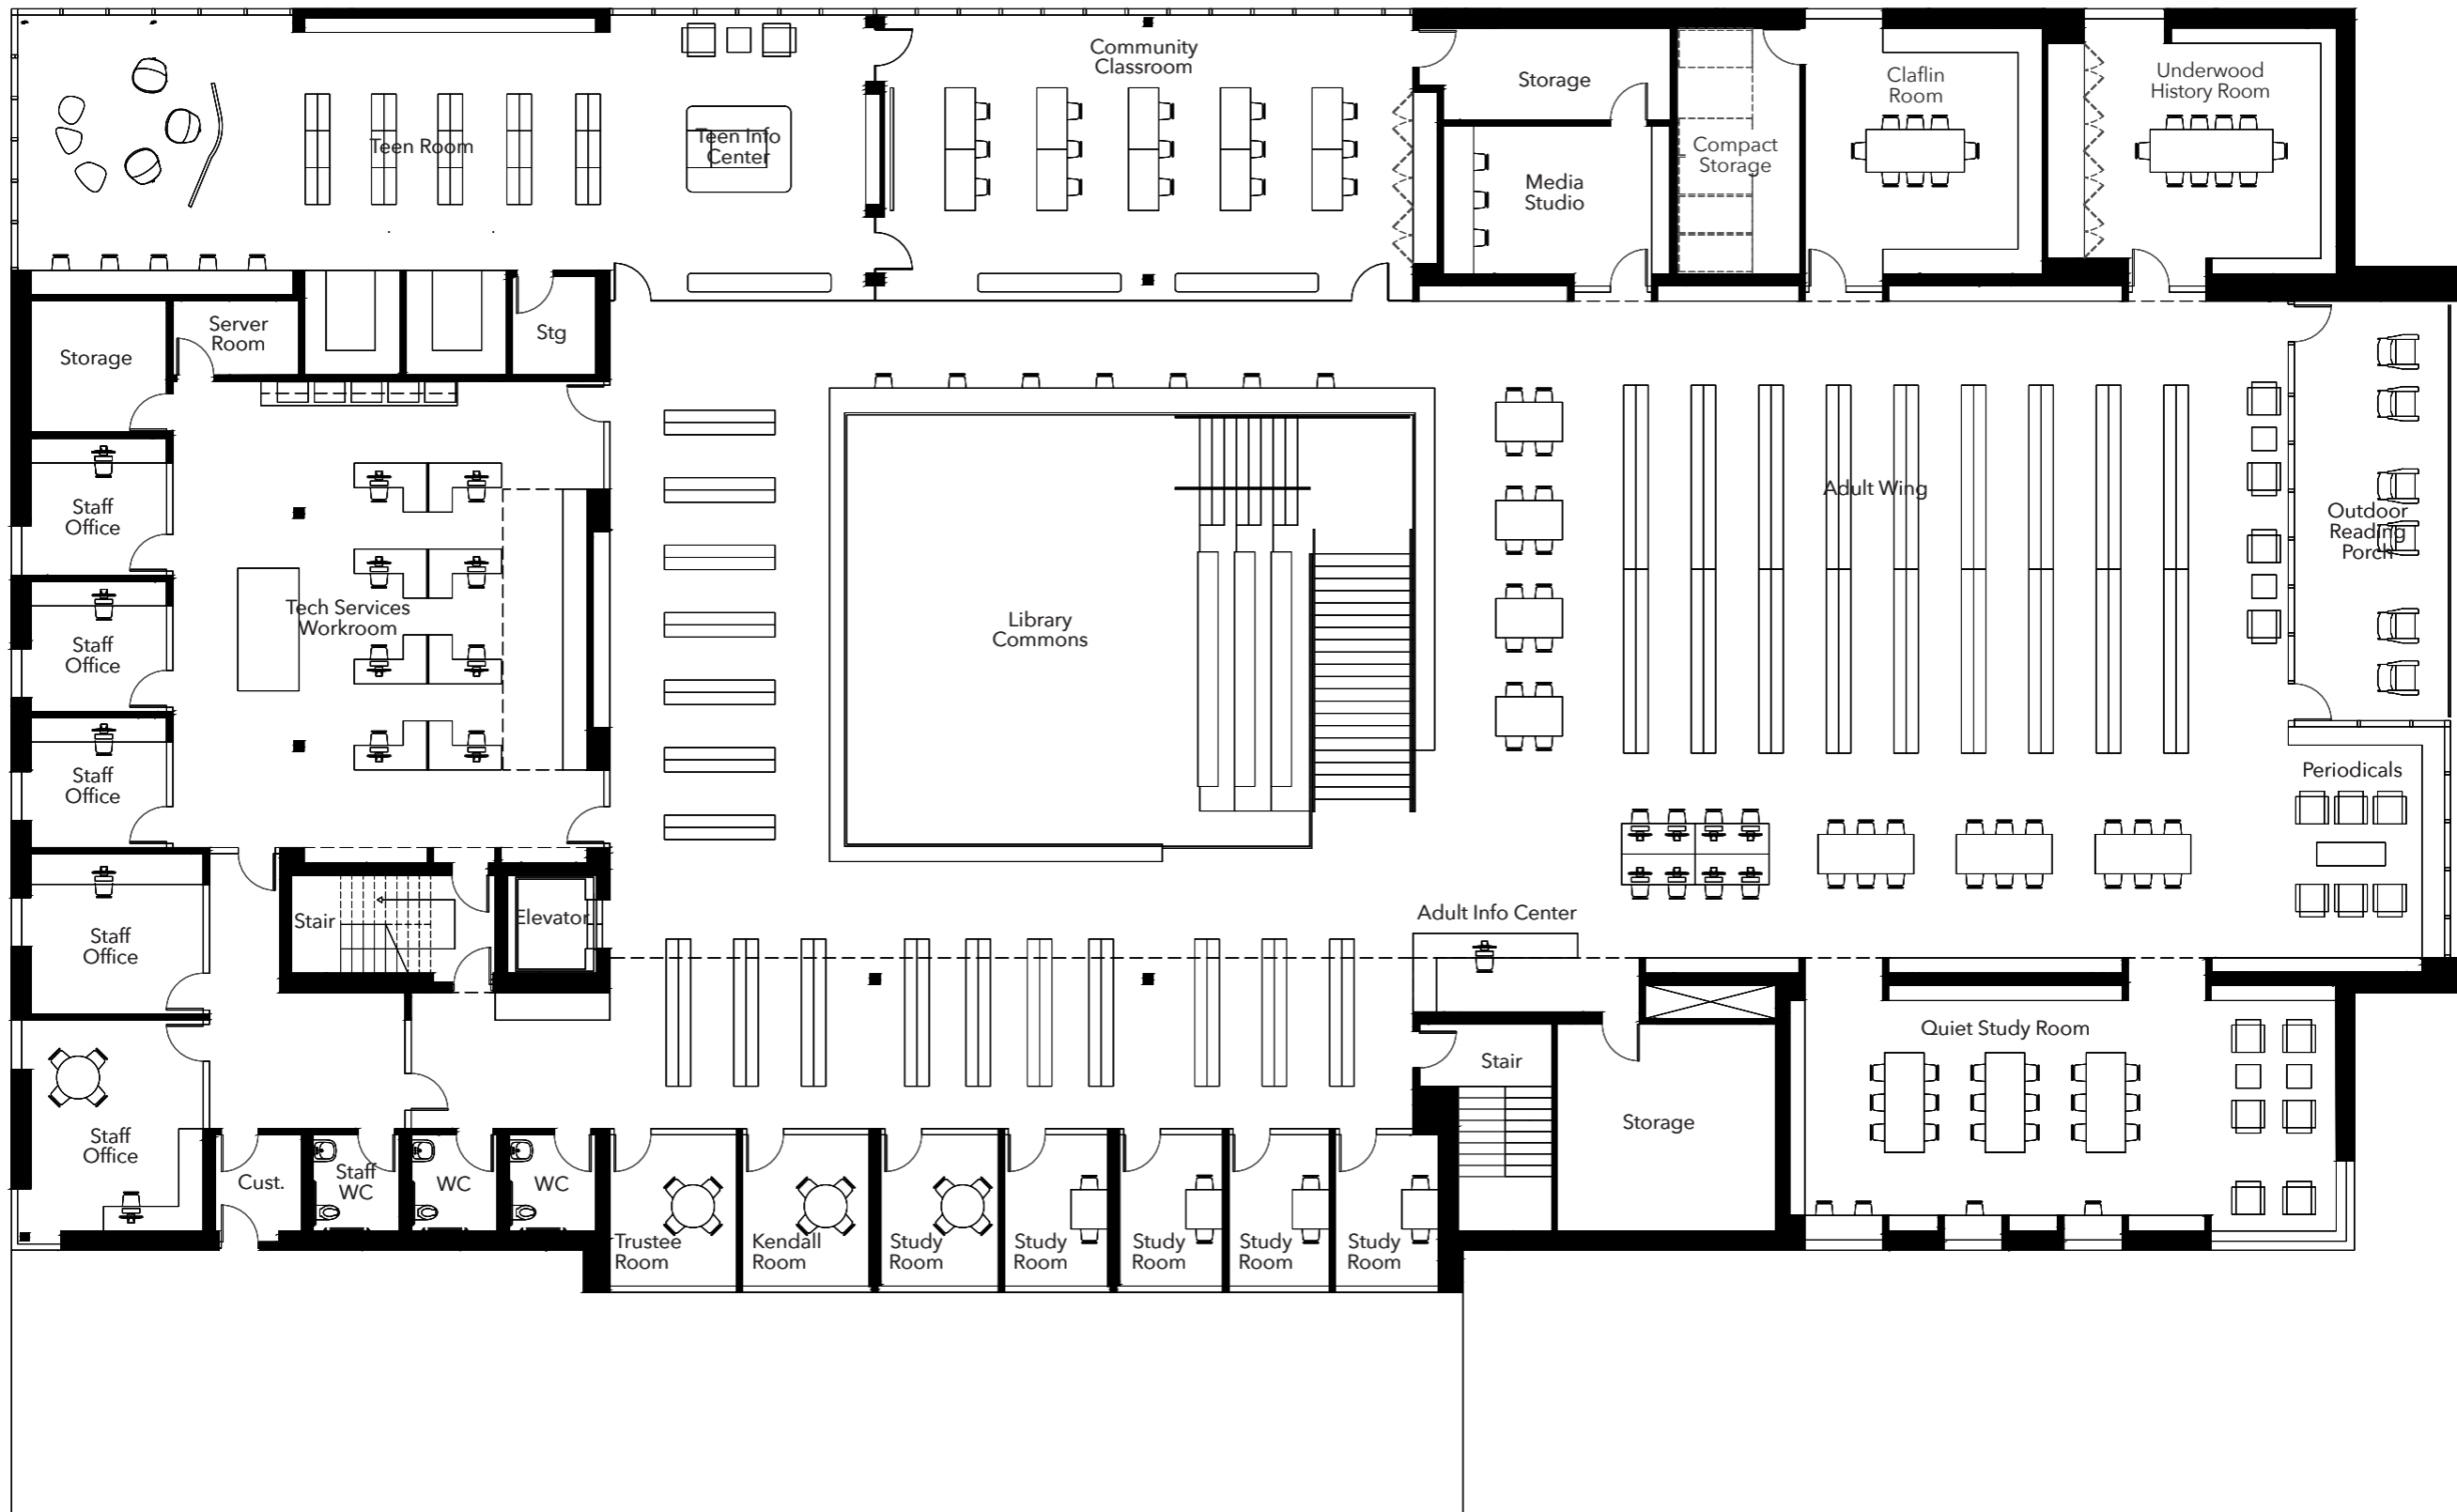 Community
Classroom
Storage
Claflin
Room
Underwood
History Room
Teen Room
Teen Info
Center
Compact
Storage
Media
Studio
Server
Room
Stg
Storage
Adult Wing
Staff
Office
Outdoor
Reading
Porch
Tech Services
Workroom
Library
Commons
Staff
Office
Staff
Office
Periodicals
Stair
Elevator
Adult Info Center
Staff
Office
Quiet Study Room
Stair
Storage
Staff
Office
Cust.
Staff
WC
WC
WC
Trustee
Room
Kendall
Room
Study
Room
Study
Room
Study
Room
Study
Room
Study
Room